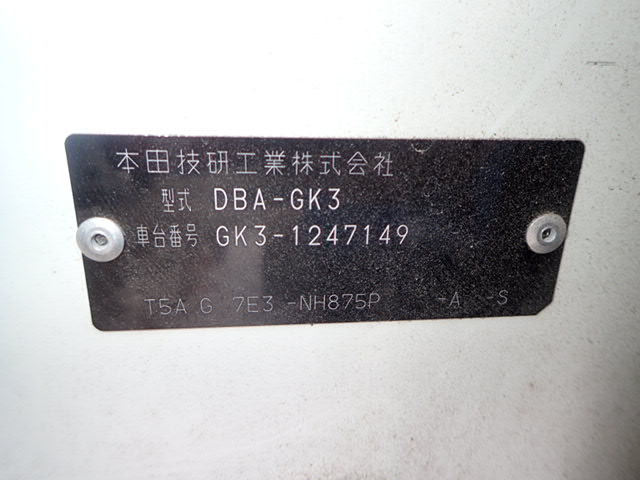 本田技研工業株式会社
型式 DBA-GK3
車台番号 GK3-1247149
T5A G 7E3 -NH875P -A -S